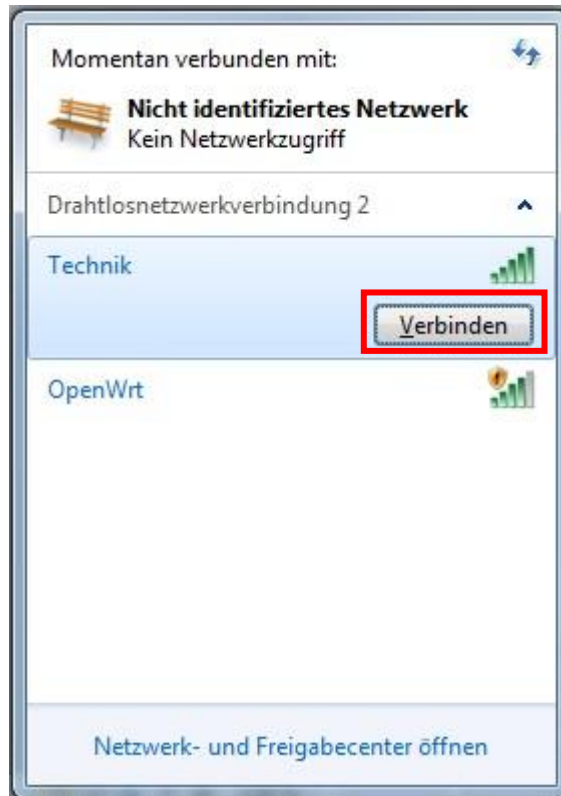 Momentan verbunden mit:
Nicht identifiziertes Netzwerk
Kein Netzwerkzugriff
Drahtlosnetzwerkverbindung 2
Technik
Verbinden
OpenWrt
Netzwerk- und Freigabecenter öffnen